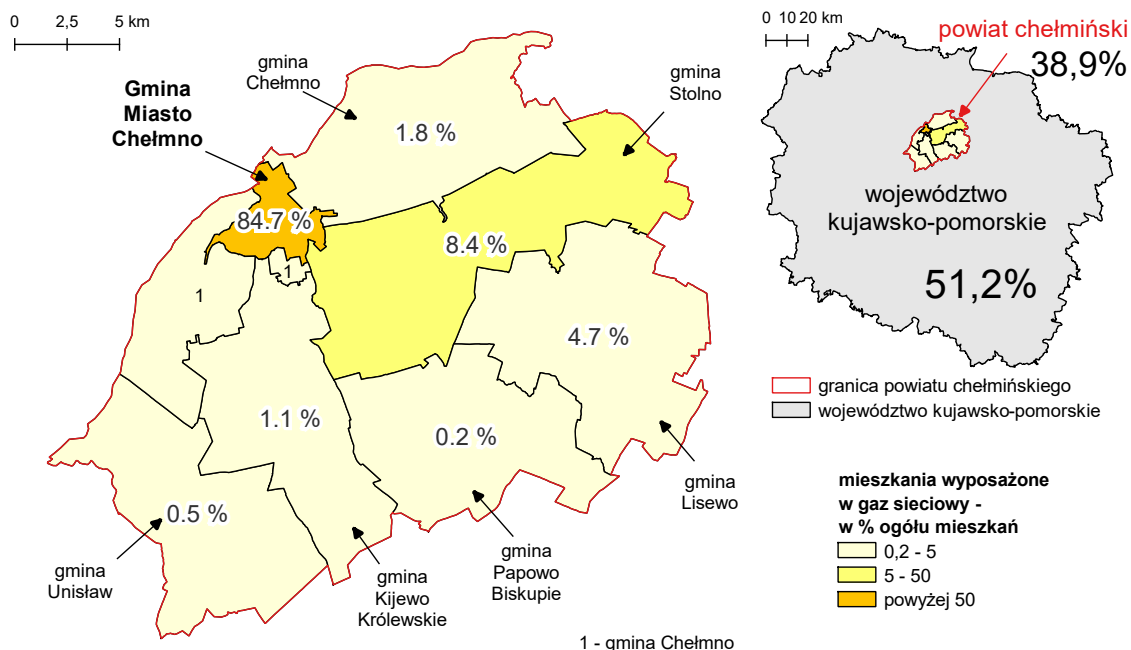 0 2,5 5 km
Gmina
Miasto
Chełmno
gmina
Chełmno
gmina
Stolno
1.8 %
84.7 %
8.4 %
1
1
4.7 %
1.1 %
0.2 %
0.5 %
gmina
Lisewo
gmina
Unisław
gmina
Kijewo
Królewskie
gmina
Papowo
Biskupie
1 - gmina Chełmno
0 10 20 km
powiat chełmiński
38,9%
województwo
kujawsko-pomorskie
51,2%
granica powiatu chełmińskiego
województwo kujawsko-pomorskie
mieszkania wyposażone
w gaz sieciowy -
w % ogółu mieszkań
0,2 - 5
5 - 50
powyżej 50